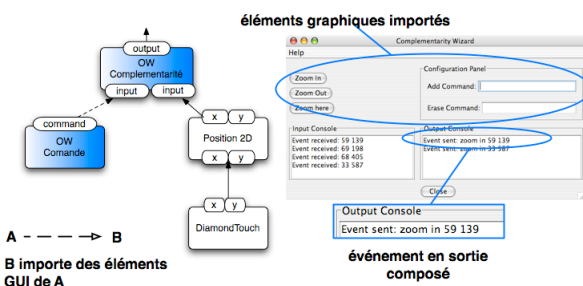 éléments graphiques importés
output
OW
Complementarité
input
input
command
OW
Comande
x
y
Position 2D
x
y
x
y
DiamondTouch
A
B
B importe des éléments
GUI de A
Complementarity Wizard
Help
Zoom In
Zoom Out
Zoom here
Configuration Panel
Add Command:
Erase Command:
Input Console
Event received: 59 139
Event received: 69 198
Event received: 68 405
Event received: 33 587
Output Console
Event sent: zoom in 59 139
Event sent: zoom in 33 587
Close
Output Console
Event sent: zoom in 59 139
événement en sortie
composé